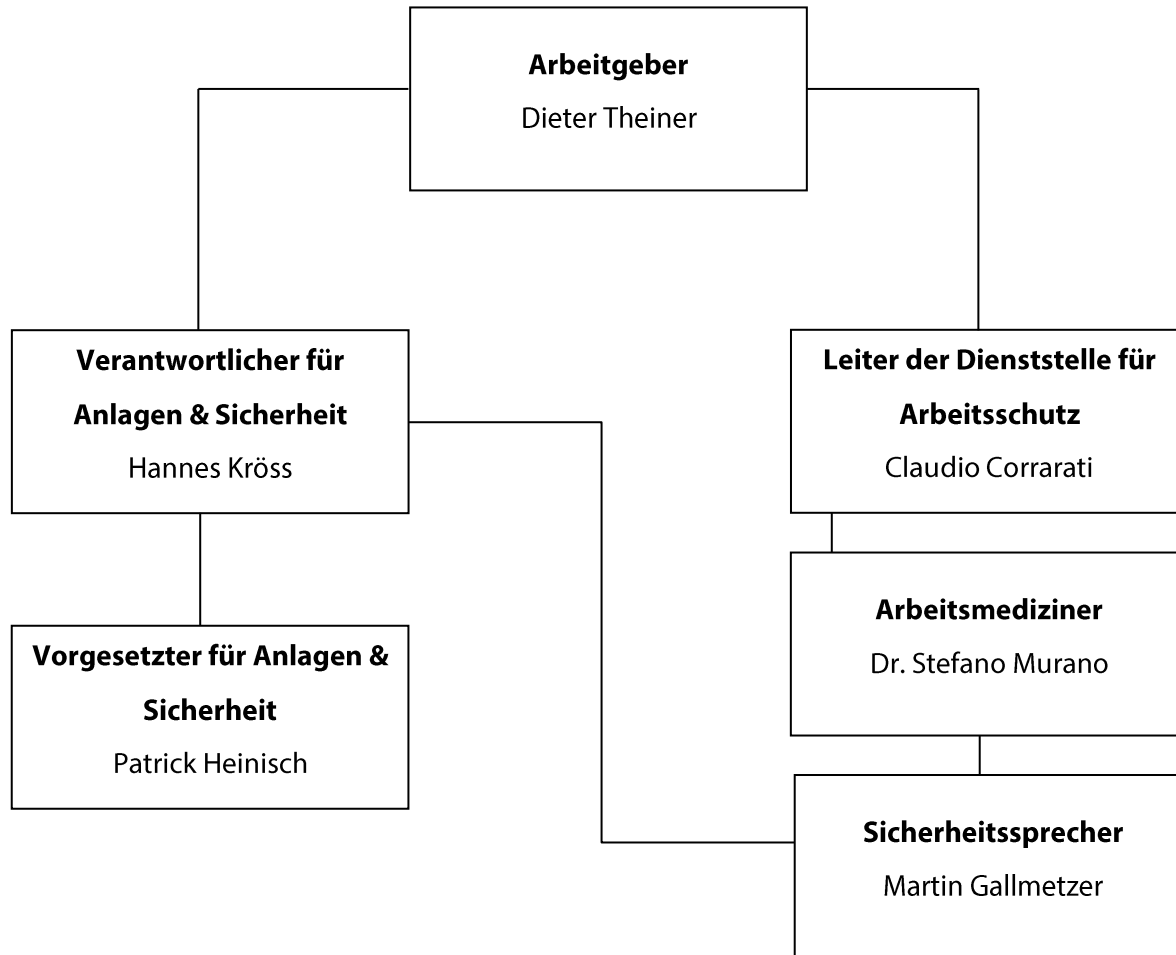 Arbeitgeber
Dieter Theiner
Verantwortlicher für
Anlagen & Sicherheit
Hannes Kröss
Leiter der Dienststelle für
Arbeitsschutz
Claudio Corrarati
Vorgesetzter für Anlagen &
Sicherheit
Patrick Heinisch
Arbeitsmediziner
Dr. Stefano Murano
Sicherheitssprecher
Martin Gallmetzer